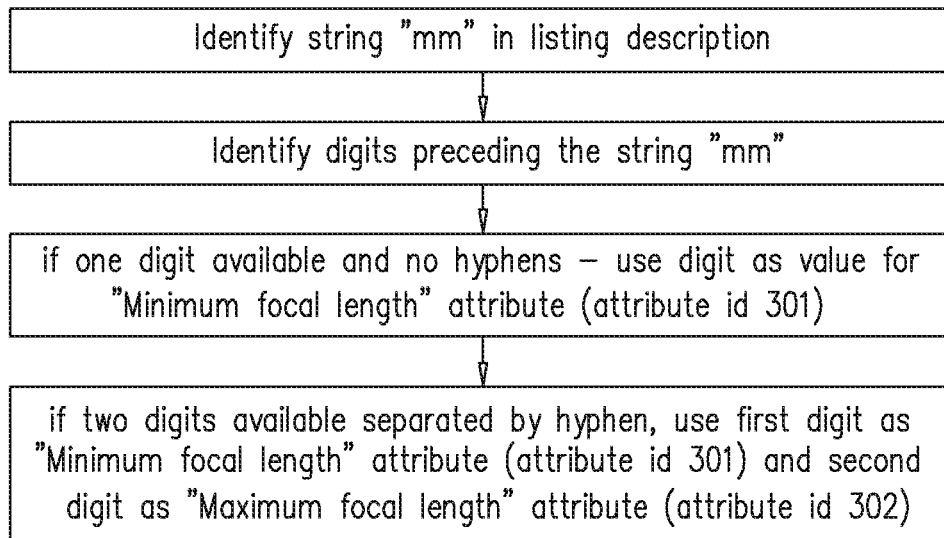 Identify string "mm" in listing description
Identify digits preceding the string "mm"
if one digit available and no hyphens – use digit as value for
"Minimum focal length" attribute (attribute id 301)
if two digits available separated by hyphen, use first digit as
"Minimum focal length" attribute (attribute id 301) and second
digit as "Maximum focal length" attribute (attribute id 302)